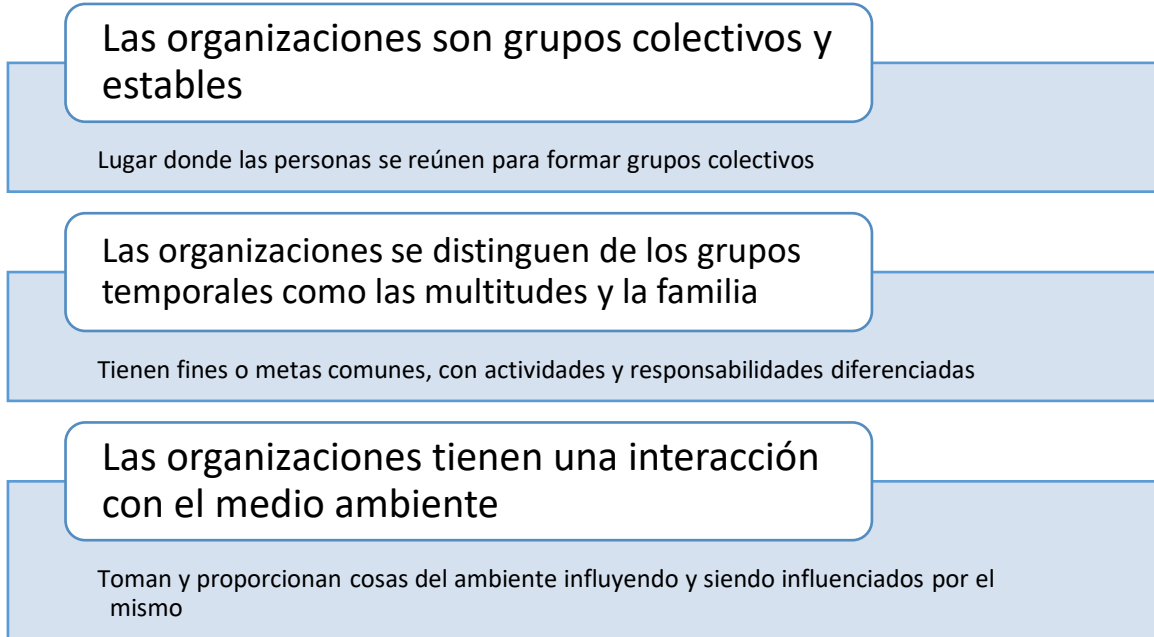 Las organizaciones son grupos colectivos y
estables
Lugar donde las personas se reúnen para formar grupos colectivos
Las organizaciones se distinguen de los grupos
temporales como las multitudes y la familia
Tienen fines o metas comunes, con actividades y responsabilidades diferenciadas
Las organizaciones tienen una interacción
con el medio ambiente
Toman y proporcionan cosas del ambiente influyendo y siendo influenciados por el
mismo